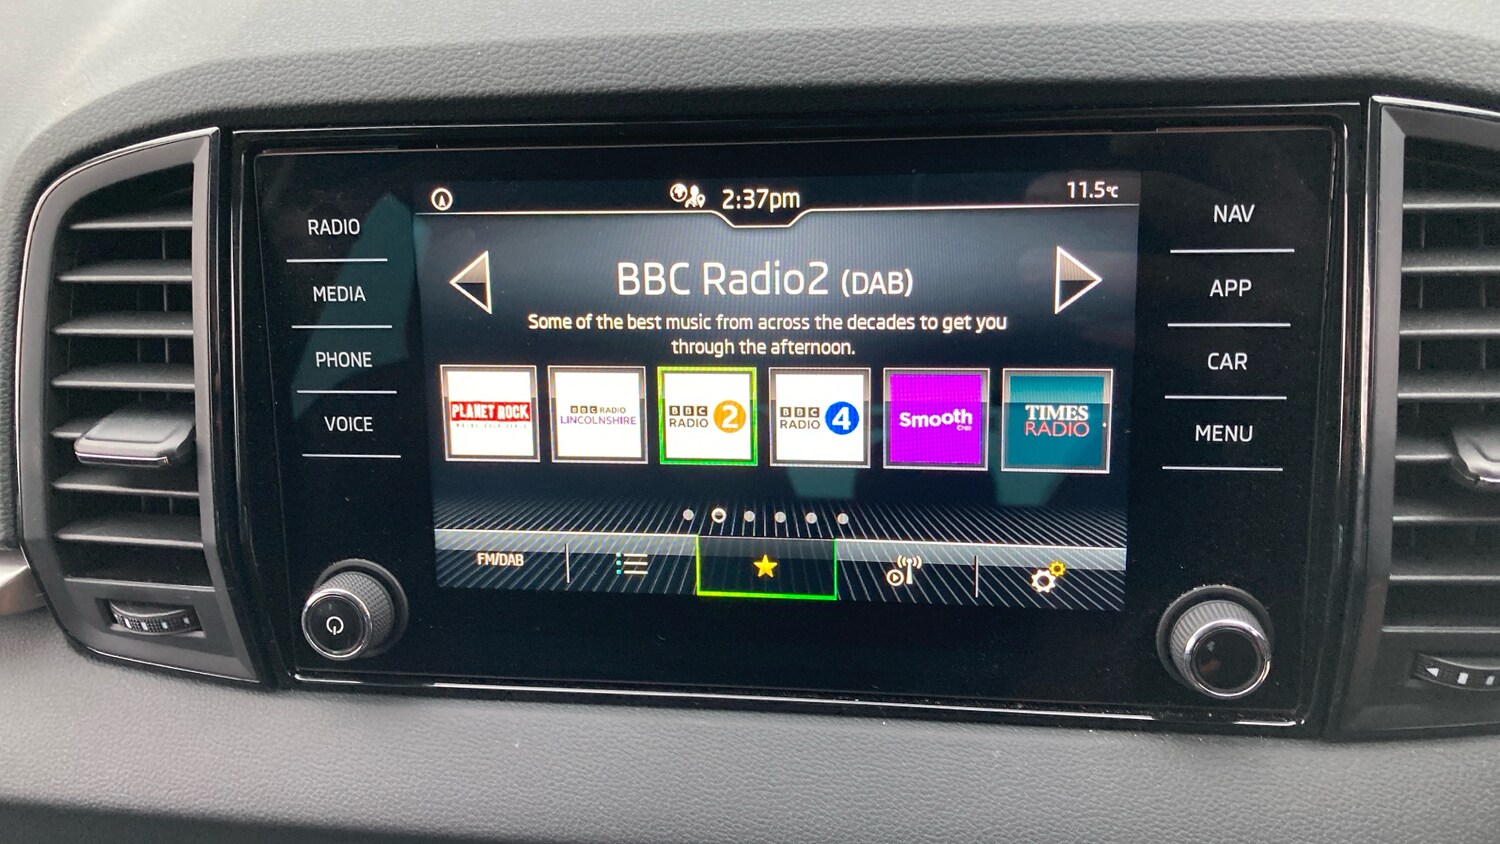 2:37pm
11.5°C
RADIO
MEDIA
PHONE
VOICE
NAV
APP
CAR
MENU
BBC Radio2 (DAB)
Some of the best music from across the decades to get you
through the afternoon.
PLANET ROCK
BBC RADIO
LINCOLNSHIRE
BBC
RADIO 2
BBC
RADIO 4
Smooth
TIMES
RADIO
FM/DAB